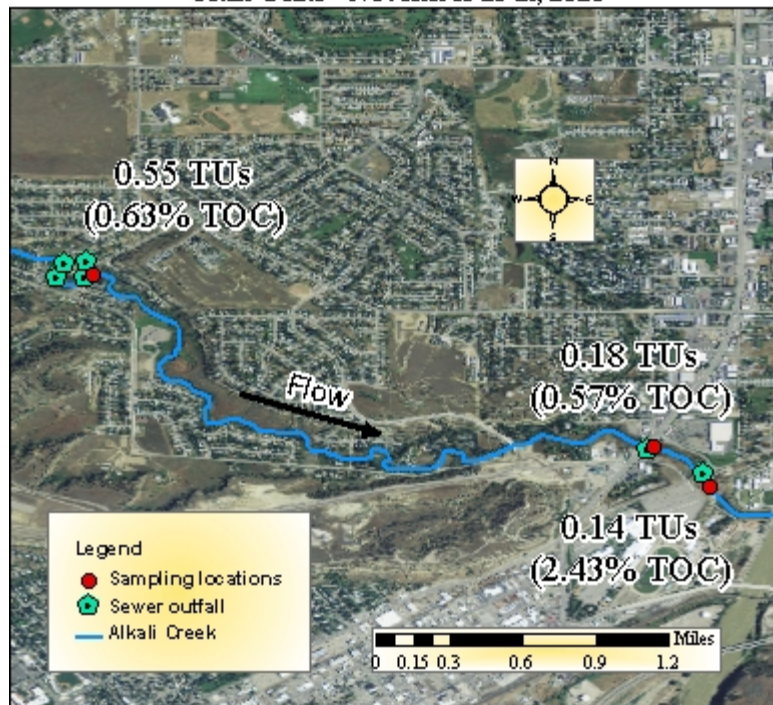 0.55 TUs
(0.63% TOC)
N
W E
S
Flow
0.18 TUs
(0.57% TOC)
0.14 TUs
(2.43% TOC)
Legend
Sampling locations
Sewer outfall
Alkali Creek
Miles
0 0.15 0.3 0.6 0.9 1.2